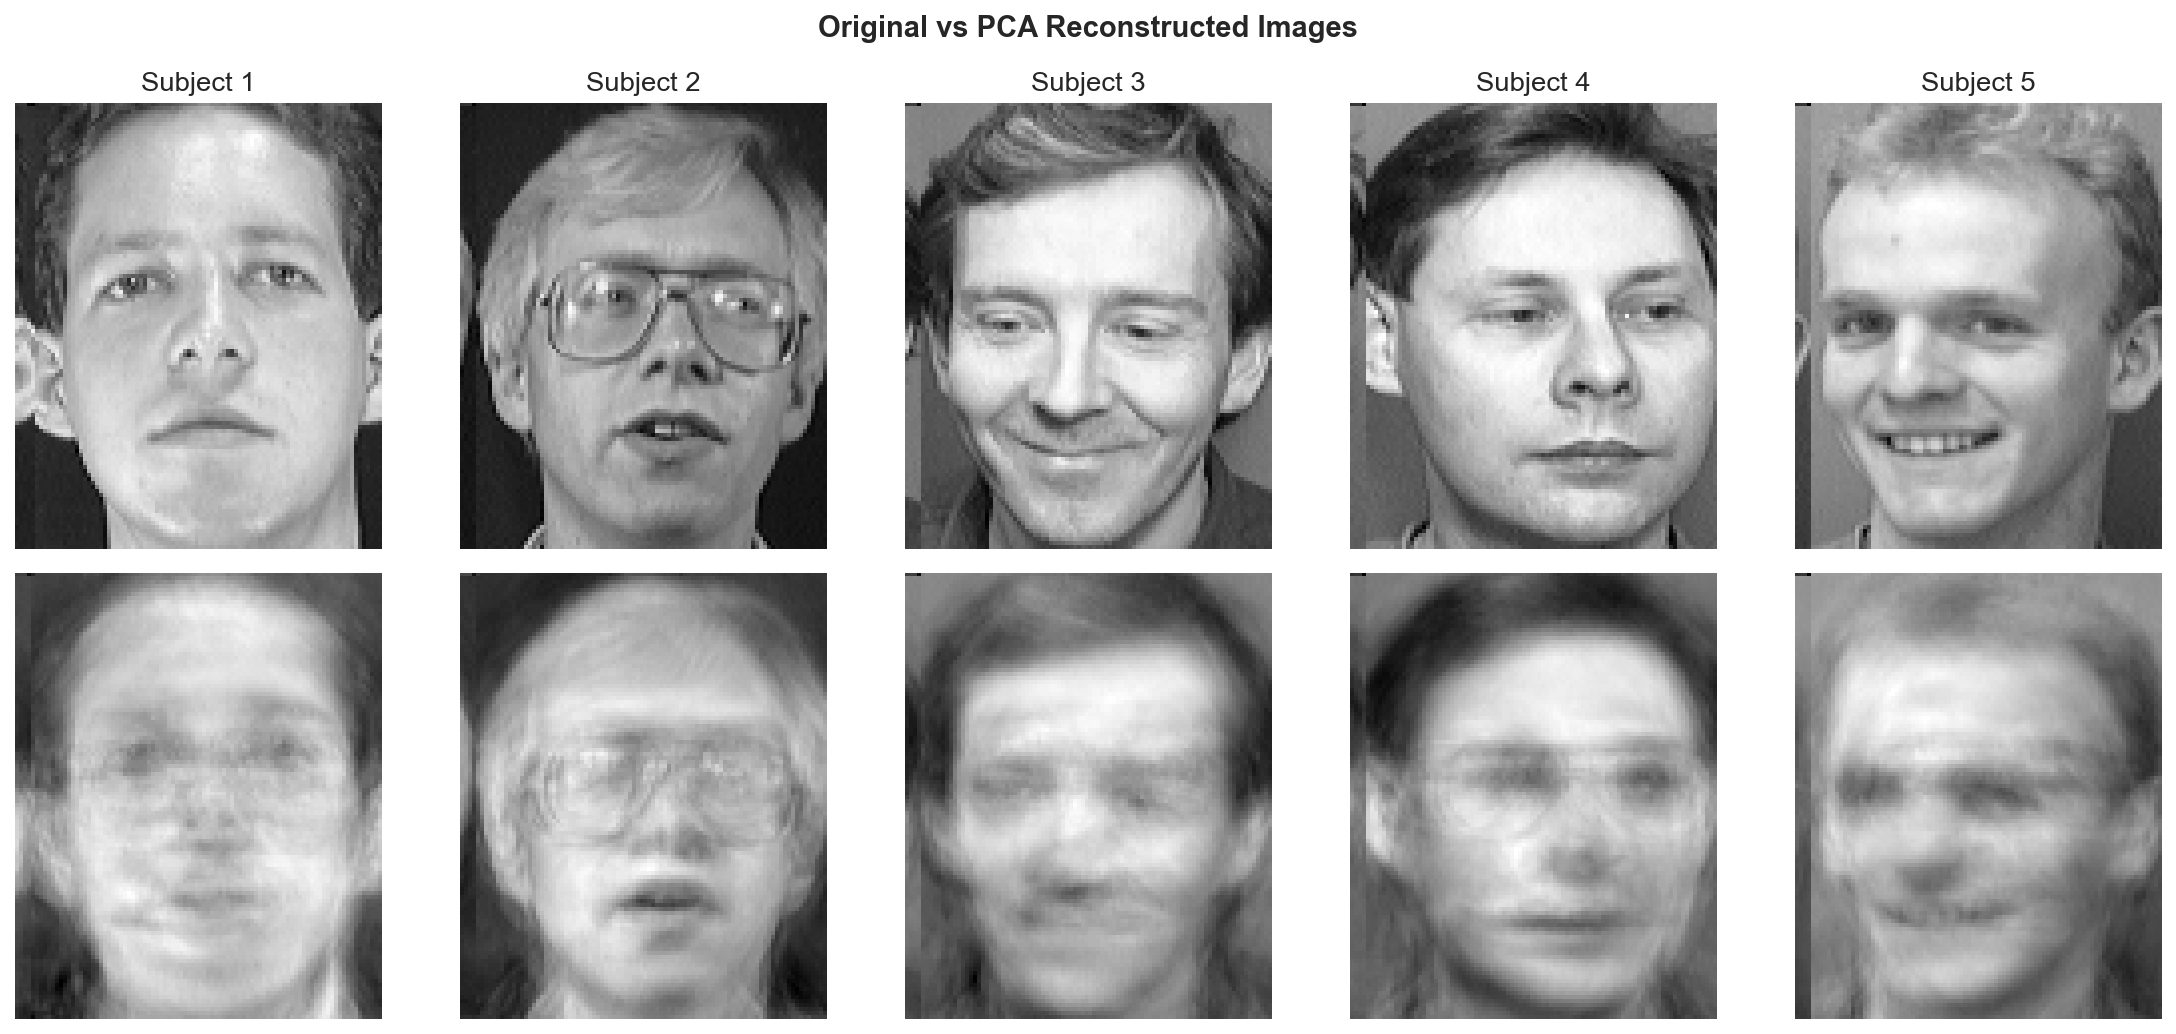 Original vs PCA Reconstructed Images
Subject 1
Subject 2
Subject 3
Subject 4
Subject 5